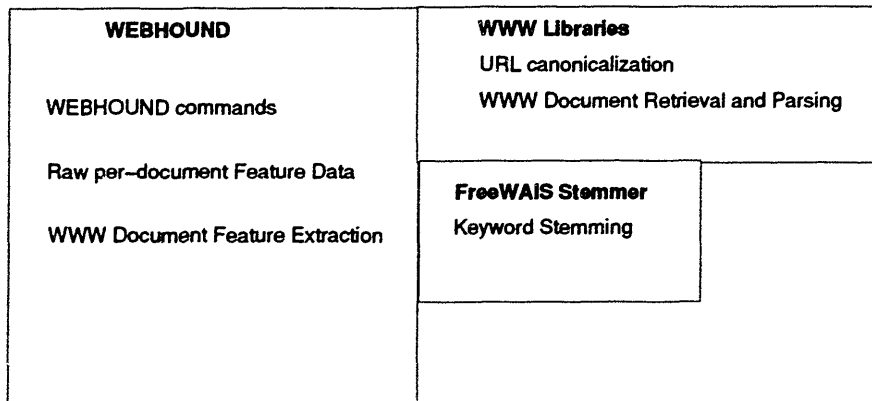 WEBHOUND
WEBHOUND commands
Raw per–document Feature Data
WWW Document Feature Extraction
WWW Libraries
URL canonicalization
WWW Document Retrieval and Parsing
FreeWAIS Stemmer
Keyword Stemming